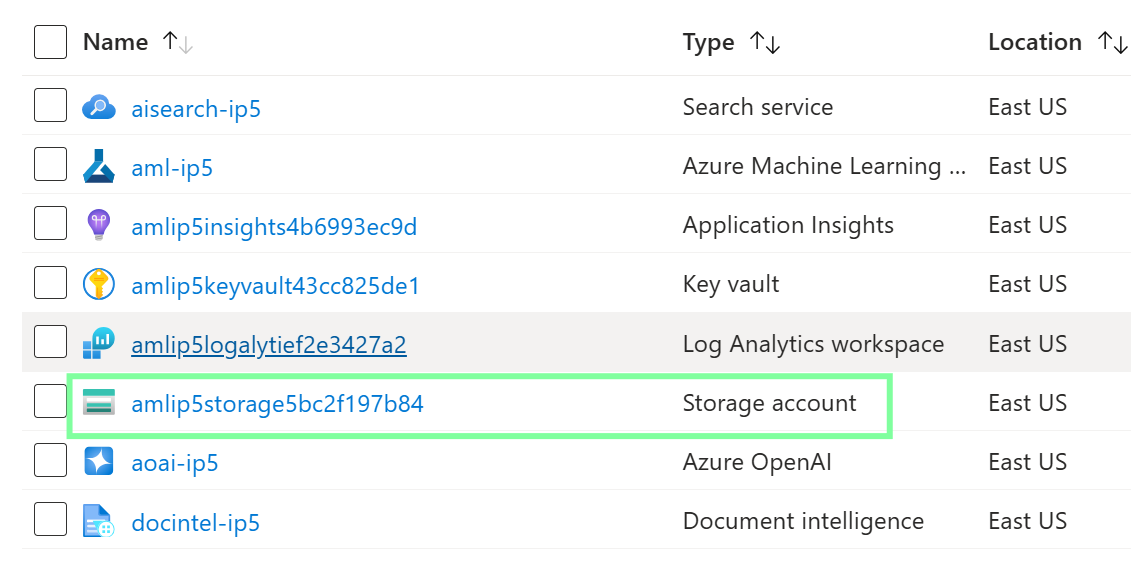 Name ↑↓ Type ↑↓ Location ↑↓
aisearch-ip5 Search service East US
aml-ip5 Azure Machine Learning ... East US
amlip5insights4b6993ec9d Application Insights East US
amlip5keyvault43cc825de1 Key vault East US
amlip5logalytief2e3427a2 Log Analytics workspace East US
amlip5storage5bc2f197b84 Storage account East US
aoai-ip5 Azure OpenAI East US
docintel-ip5 Document intelligence East US